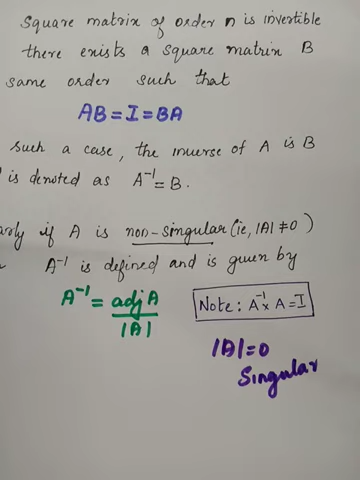 Square matrix of order n is invertible
there exists a square matrix B
same order such that
AB = I = BA
such a case, the inverse of A is B
is denoted as A⁻¹ = B.
if A is non-singular (ie, |A| ≠ 0)
A⁻¹ is defined and is given by
A⁻¹ = adj A / |A|
Note: A⁻¹ x A = I
|A| = 0
Singular